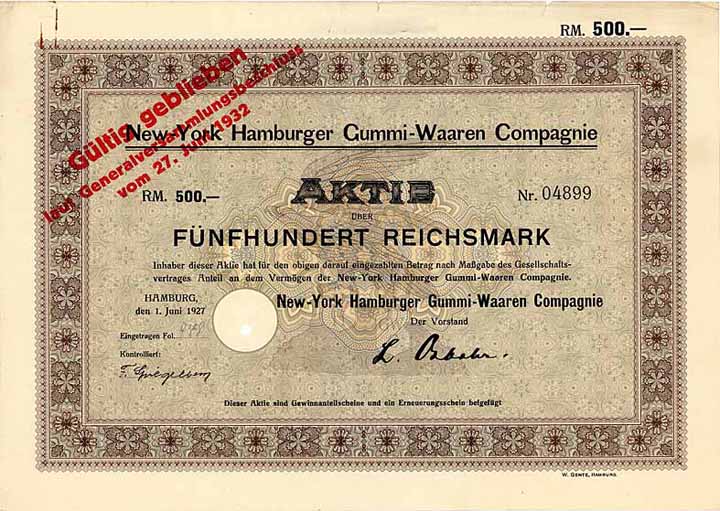 RM. 500.—
Gültig geblieben
laut Generalversammlungsbeschluss
vom 27. Juni 1932
New-York Hamburger Gummi-Waaren Compagnie
AKTIE
RM. 500.—
Nr. 04899
ÜBER
FÜNFHUNDERT REICHSMARK
Inhaber dieser Aktie hat für den obigen darauf eingezahlten Betrag nach Maßgabe des Gesellschafts-
vertrages Anteil an dem Vermögen der New-York Hamburger Gummi-Waaren Compagnie.
HAMBURG,
den 1. Juni 1927
New-York Hamburger Gummi-Waaren Compagnie
Der Vorstand
Eingetragen Fol.
Kontrolliert:
Dieser Aktie sind Gewinnanteilscheine und ein Erneuerungsschein beigefügt
W. GENTE, HAMBURG.